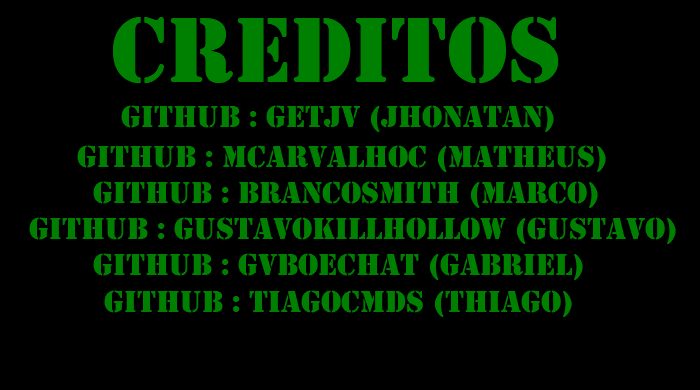 CREDITOS
GITHUB : GETJV (JHONATAN)
GITHUB : MCARVALHOC (MATHEUS)
GITHUB : BRANCOSMITH (MARCO)
GITHUB : GUSTAVOKILLHOLLOW (GUSTAVO)
GITHUB : GVBOECHAT (GABRIEL)
GITHUB : TIAGOCMDS (THIAGO)